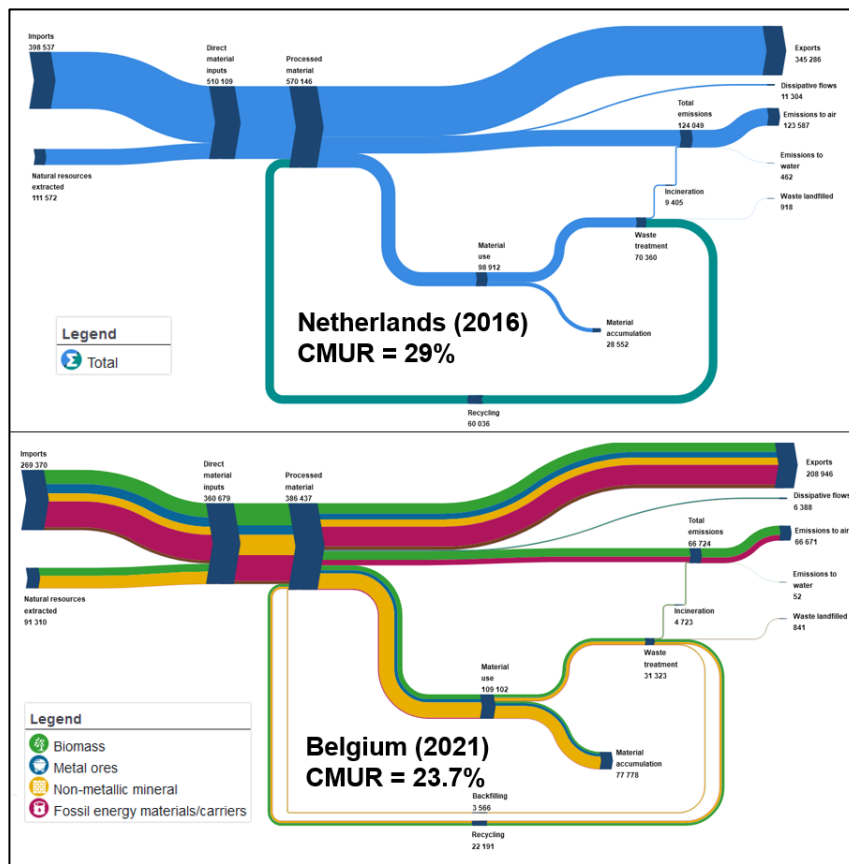 Imports
398 537
Direct
material
inputs
510 109
Processed
material
570 146
Exports
345 286
Dissipative flows
11 304
Total
emissions
124 049
Emissions to air
123 587
Emissions to
water
462
Natural resources
extracted
111 572
Incineration
9 405
Waste landfilled
918
Waste
treatment
70 360
Material
use
98 912
Material
accumulation
28 552
Legend
Total
Netherlands (2016)
CMUR = 29%
Recycling
60 036
Imports
269 370
Direct
material
inputs
360 679
Processed
material
386 437
Exports
208 946
Dissipative flows
6 388
Total
emissions
66 724
Emissions to air
66 671
Emissions to
water
52
Natural resources
extracted
91 310
Incineration
4 723
Waste landfilled
841
Waste
treatment
31 323
Material
use
109 102
Material
accumulation
77 778
Legend
Biomass
Metal ores
Non-metallic mineral
Fossil energy materials/carriers
Belgium (2021)
CMUR = 23.7%
Backfilling
3 566
Recycling
22 191